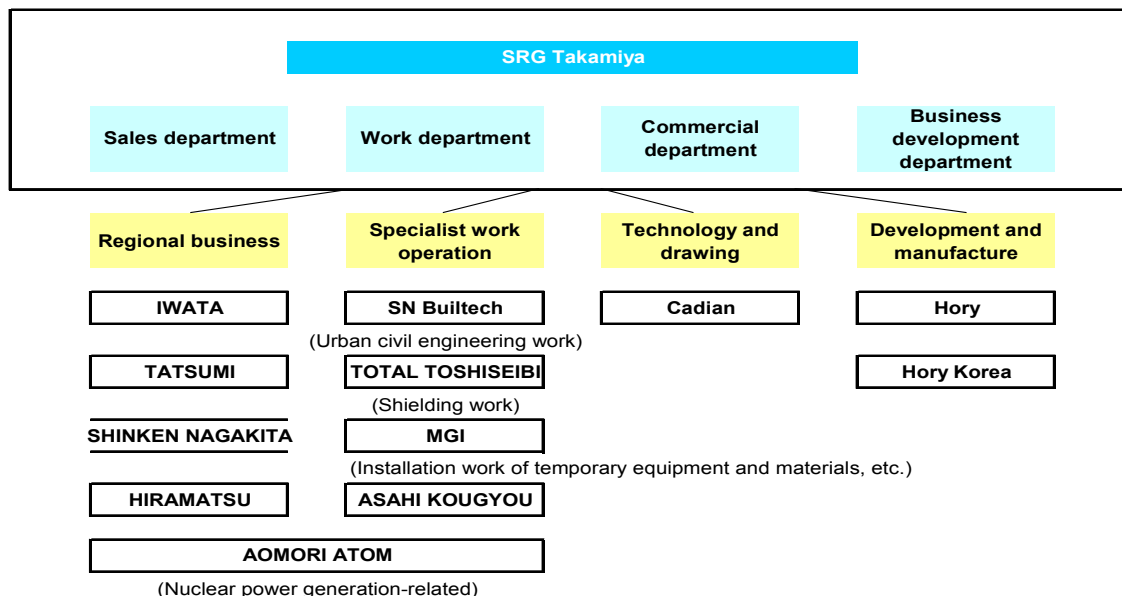 SRG Takamiya
Sales department
Work department
Commercial
department
Business
development
department
Regional business
Specialist work
operation
Technology and
drawing
Development and
manufacture
IWATA
SN Builtech
Cadian
Hory
(Urban civil engineering work)
TATSUMI
TOTAL TOSHISEIBI
Hory Korea
(Shielding work)
SHINKEN NAGAKITA
MGI
(Installation work of temporary equipment and materials, etc.)
HIRAMATSU
ASAHI KOUGYOU
AOMORI ATOM
(Nuclear power generation-related)